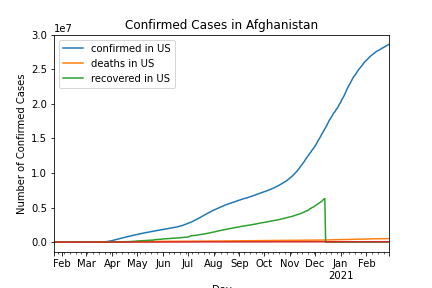 Confirmed Cases in Afghanistan
1e7
3.0
2.5
2.0
1.5
1.0
0.5
0.0
Number of Confirmed Cases
confirmed in US
deaths in US
recovered in US
Feb Mar Apr May Jun Jul Aug Sep Oct Nov Dec Jan Feb
2021